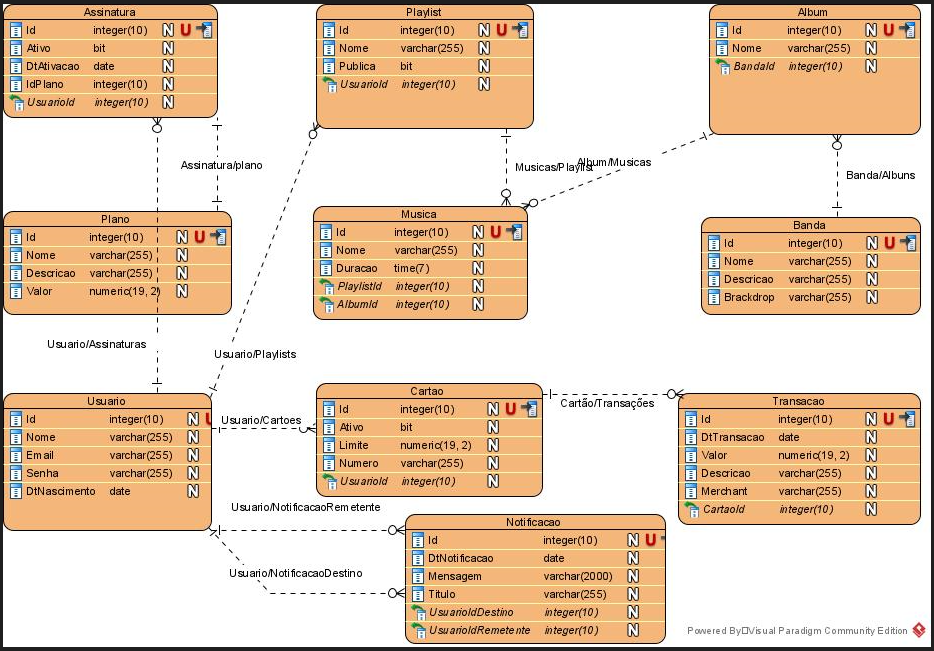 Assinatura
Id integer(10) N U
Ativo bit N
DtAtivacao date N
IdPlano integer(10) N
UsuarioId integer(10) N
Playlist
Id integer(10) N U
Nome varchar(255) N
Publica bit N
UsuarioId integer(10) N
Album
Id integer(10) N U
Nome varchar(255) N
BandaId integer(10) N
Assinatura/plano
Musicas/Playlist
Album/Musicas
Banda/Albuns
Plano
Id integer(10) N U
Nome varchar(255) N
Descricao varchar(255) N
Valor numeric(19, 2) N
Musica
Id integer(10) N U
Nome varchar(255) N
Duracao time(7) N
PlaylistId integer(10) N
AlbumId integer(10) N
Banda
Id integer(10) N U
Nome varchar(255) N
Descricao varchar(255) N
Brackdrop varchar(255) N
Usuario/Assinaturas
Usuario/Playlists
Usuario
Id integer(10) N U
Nome varchar(255) N
Email varchar(255) N
Senha varchar(255) N
DtNascimento date N
Usuario/Cartoes
Cartao
Id integer(10) N U
Ativo bit N
Limite numeric(19, 2) N
Numero varchar(255) N
UsuarioId integer(10) N
Cartão/Transações
Transacao
Id integer(10) N U
DtTransacao date N
Valor numeric(19, 2) N
Descricao varchar(255) N
Merchant varchar(255) N
CartaoId integer(10) N
Usuario/NotificacaoRemetente
Usuario/NotificacaoDestino
Notificacao
Id integer(10) N U
DtNotificacao date N
Mensagem varchar(2000) N
Titulo varchar(255) N
UsuarioIdDestino integer(10) N
UsuarioIdRemetente integer(10) N
Powered By□Visual Paradigm Community Edition